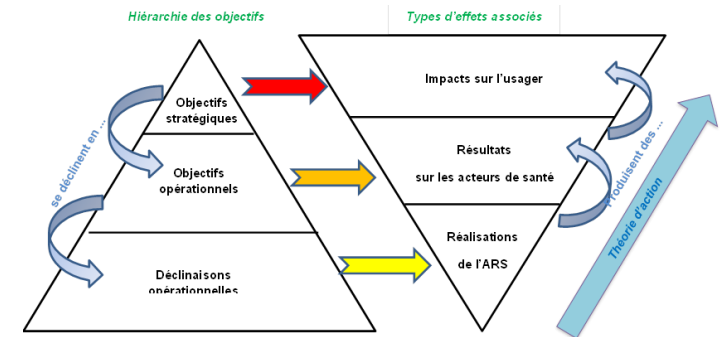 Hiérarchie des objectifs
Types d'effets associés
Objectifs
stratégiques
Objectifs
opérationnels
Déclinaisons
opérationnelles
se déclinent en ...
Impacts sur l'usager
Résultats
sur les acteurs de santé
Réalisations
de l'ARS
Produisent des ...
Théorie d'action